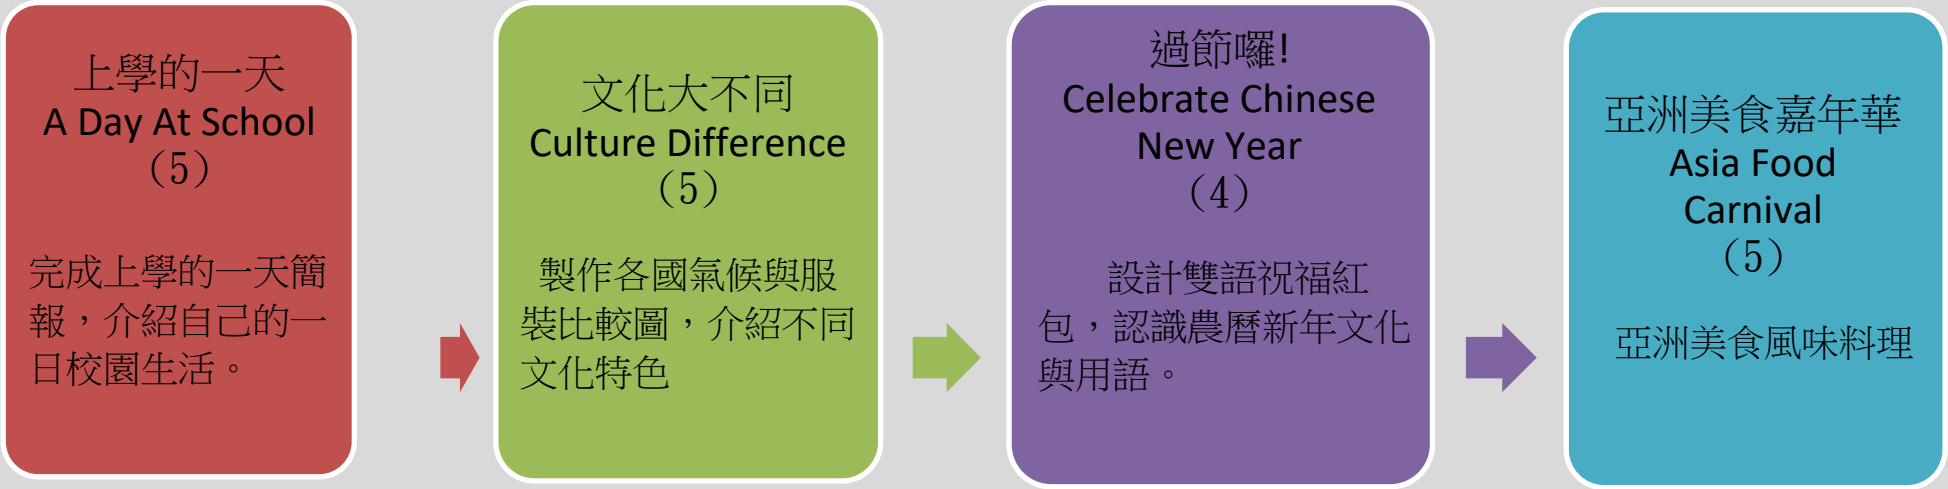 上學的一天
A Day At School
（5）
完成上學的一天簡
報，介紹自己的一
日校園生活。
文化大不同
Culture Difference
（5）
製作各國氣候與服
裝比較圖，介紹不同
文化特色
過節囉!
Celebrate Chinese
New Year
（4）
設計雙語祝福紅
包，認識農曆新年文化
與用語。
亞洲美食嘉年華
Asia Food
Carnival
（5）
亞洲美食風味料理